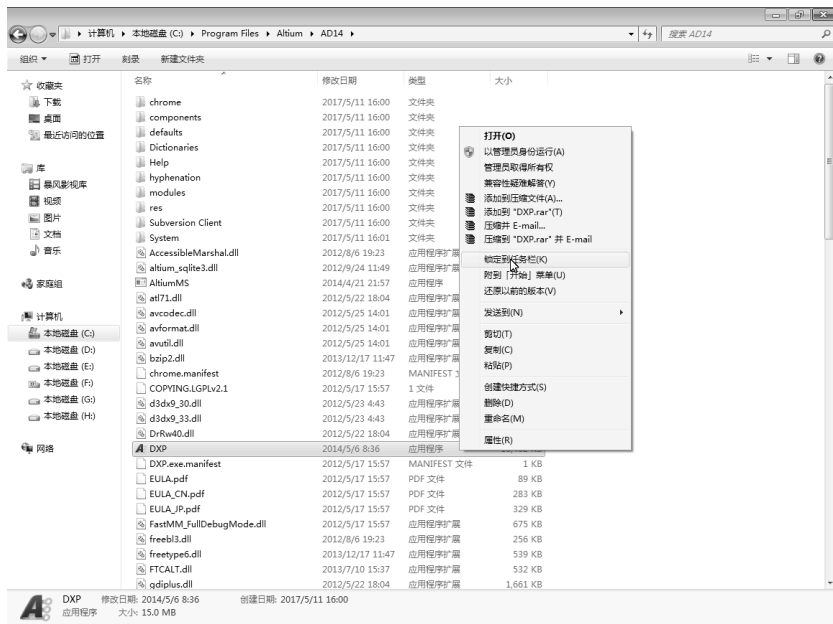 计算机 ▸ 本地磁盘 (C:) ▸ Program Files ▸ Altium ▸ AD14 ▸
搜索 AD14
组织 打开 刻录 新建文件夹
名称 修改日期 类型 大小
收藏夹
下载
桌面
最近访问的位置
库
暴风影视库
视频
图片
文档
音乐
家庭组
计算机
本地磁盘 (C:)
本地磁盘 (D:)
本地磁盘 (E:)
本地磁盘 (F:)
本地磁盘 (G:)
本地磁盘 (H:)
网络
chrome 2017/5/11 16:00 文件夹
components 2017/5/11 16:00 文件夹
defaults 2017/5/11 16:00 文件夹
Dictionaries 2017/5/11 16:00 文件夹
Help 2017/5/11 16:00 文件夹
hyphenation 2017/5/11 16:00 文件夹
modules 2017/5/11 16:00 文件夹
res 2017/5/11 16:00 文件夹
Subversion Client 2017/5/11 16:00 文件夹
System 2017/5/11 16:01 文件夹
AccessibleMarshal.dll 2012/8/6 19:23 应用程序扩展
altium_sqlite3.dll 2012/9/24 11:49 应用程序扩展
AltiumMS 2014/4/21 21:57 应用程序
atl71.dll 2012/5/22 18:04 应用程序扩展
avcodec.dll 2012/5/25 14:01 应用程序扩展
avformat.dll 2012/5/25 14:01 应用程序扩展
avutil.dll 2012/5/25 14:01 应用程序扩展
bzip2.dll 2013/12/17 11:47 应用程序扩展
chrome.manifest 2012/8/6 19:23 MANIFEST
COPYING.LGPLv2.1 2012/5/17 15:57 1 文件
d3dx9_30.dll 2012/5/23 4:43 应用程序扩展
d3dx9_33.dll 2012/5/23 4:43 应用程序扩展
DrRw40.dll 2012/5/22 18:04 应用程序扩展
DXP 2014/5/6 8:36 应用程序
DXP.exe.manifest 2012/5/17 15:57 MANIFEST 文件 1 KB
EULA.pdf 2012/5/17 15:57 PDF 文件 89 KB
EULA_CN.pdf 2012/5/17 15:57 PDF 文件 283 KB
EULA_JP.pdf 2012/5/17 15:57 PDF 文件 329 KB
FastMM_FullDebugMode.dll 2012/5/17 15:57 应用程序扩展 675 KB
freebl3.dll 2012/8/6 19:23 应用程序扩展 256 KB
freetype6.dll 2013/12/17 11:47 应用程序扩展 539 KB
FTCALT.dll 2013/7/10 15:37 应用程序扩展 532 KB
gdiplus.dll 2012/5/22 18:04 应用程序扩展 1,661 KB
打开(O)
以管理员身份运行(A)
管理员取得所有权
兼容性疑难解答(Y)
添加到压缩文件(A)...
添加到 "DXP.rar"(T)
压缩并 E-mail...
压缩到 "DXP.rar" 并 E-mail
锁定到任务栏(K)
附到「开始」菜单(U)
还原以前的版本(V)
发送到(N)
剪切(T)
复制(C)
粘贴(P)
创建快捷方式(S)
删除(D)
重命名(M)
属性(R)
DXP 修改日期: 2014/5/6 8:36 创建日期: 2017/5/11 16:00
应用程序 大小: 15.0 MB